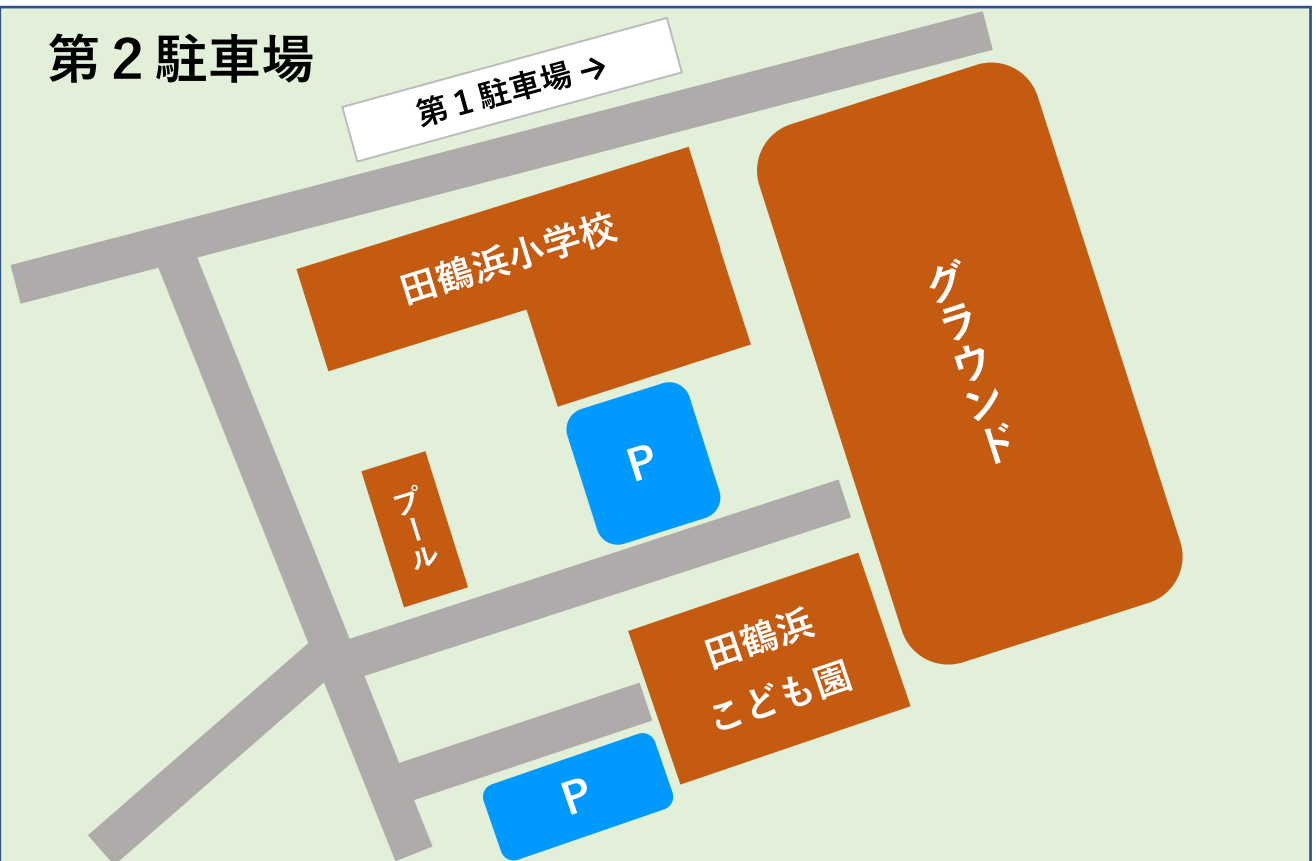 第２駐車場
第１駐車場→
田鶴浜小学校
グラウンド
P
プール
田鶴浜
こども園
P